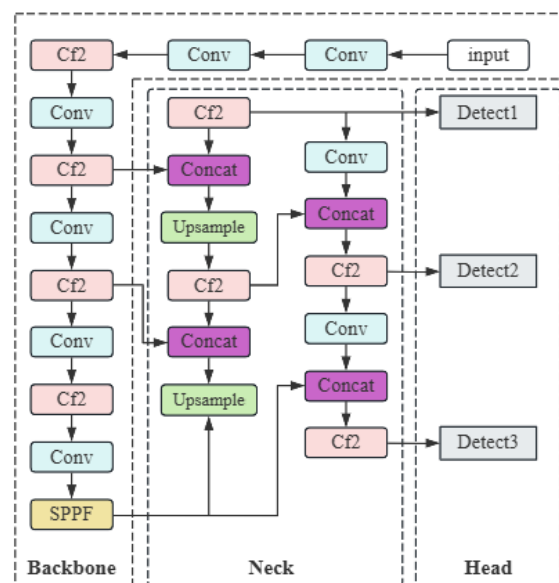 Cf2 Conv Conv input
Conv
Cf2
Conv
Cf2
Conv
Cf2
Conv
SPPF
Backbone
Cf2
Concat
Upsample
Cf2
Concat
Upsample
Conv
Concat
Cf2
Conv
Concat
Cf2
Neck
Detect1
Detect2
Detect3
Head